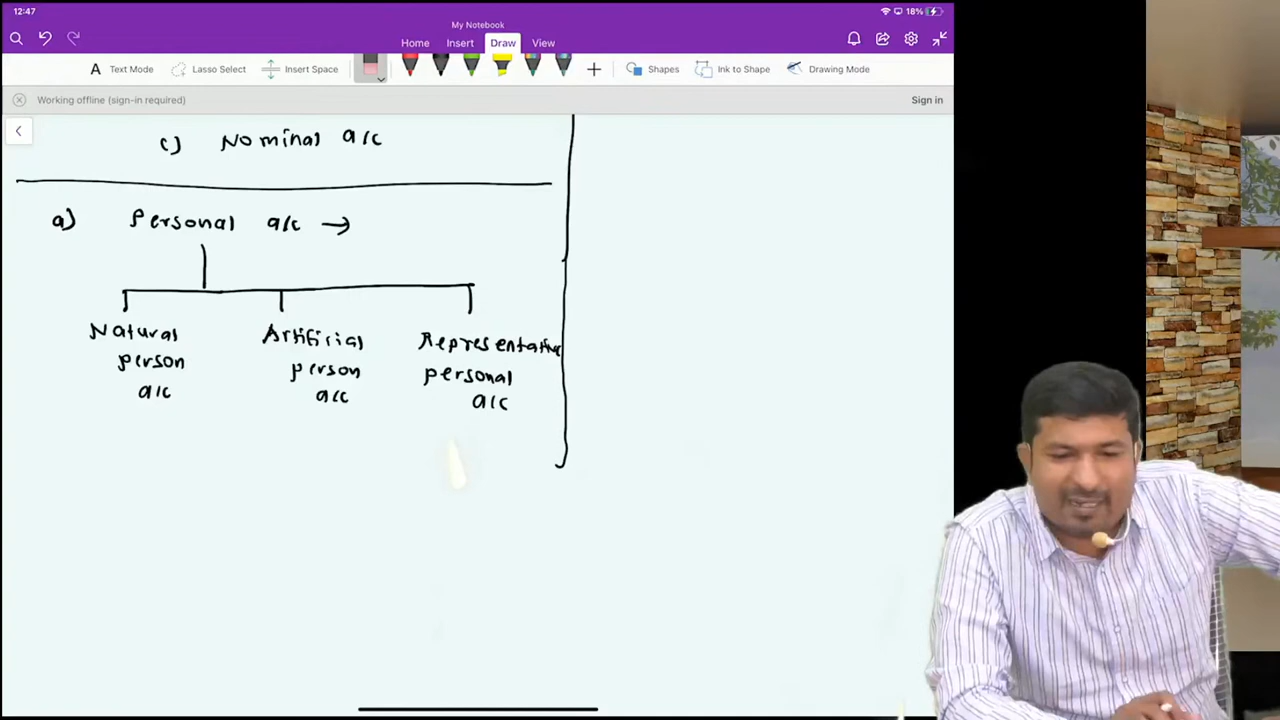 12:47
18%
My Notebook
Home Insert Draw View
Text Mode Lasso Select Insert Space Shapes Ink to Shape Drawing Mode
Working offline (sign-in required) Sign in
c) Nominal a/c
a) Personal a/c →
Natural person a/c
Artificial person a/c
Representative personal a/c